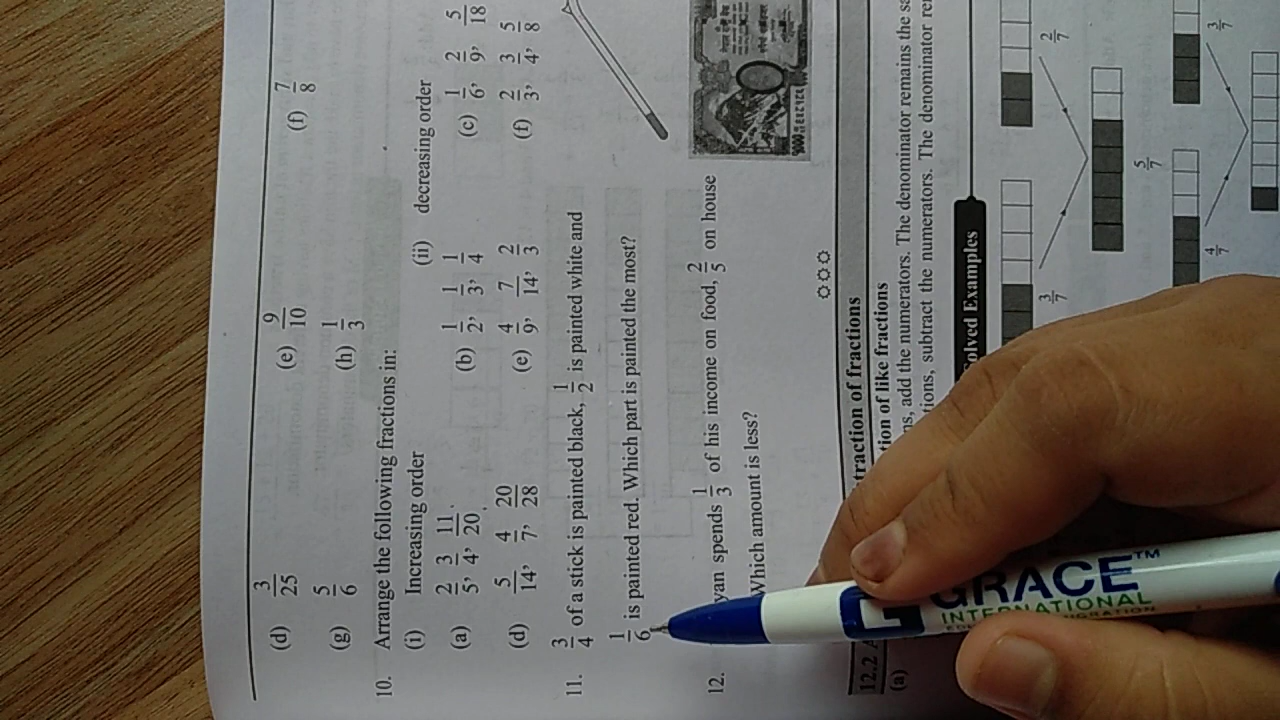 (d) 3/25 (e) 9/10 (f) 7/8
(g) 5/6 (h) 1/3
10. Arrange the following fractions in:
(i) Increasing order (ii) decreasing order
(a) 2/5, 3/4, 11/20, (b) 1/2, 1/3, 1/4 (c) 1/6, 2/9, 5/18
(d) 5/14, 4/7, 20/28 (e) 4/9, 7/14, 2/3 (f) 2/3, 3/4, 5/8
11. 3/4 of a stick is painted black, 1/2 is painted white and
1/6 is painted red. Which part is painted the most?
12. yan spends 1/3 of his income on food, 2/5 on house
Which amount is less?
12.2 A traction of fractions
(a) tion of like fractions
ns, add the numerators. The denominator remains the sa
tions, subtract the numerators. The denominator rer
olved Examples
3/7 2/7
5/7
4/7 3/7
GRACE™
INTERNATIONAL